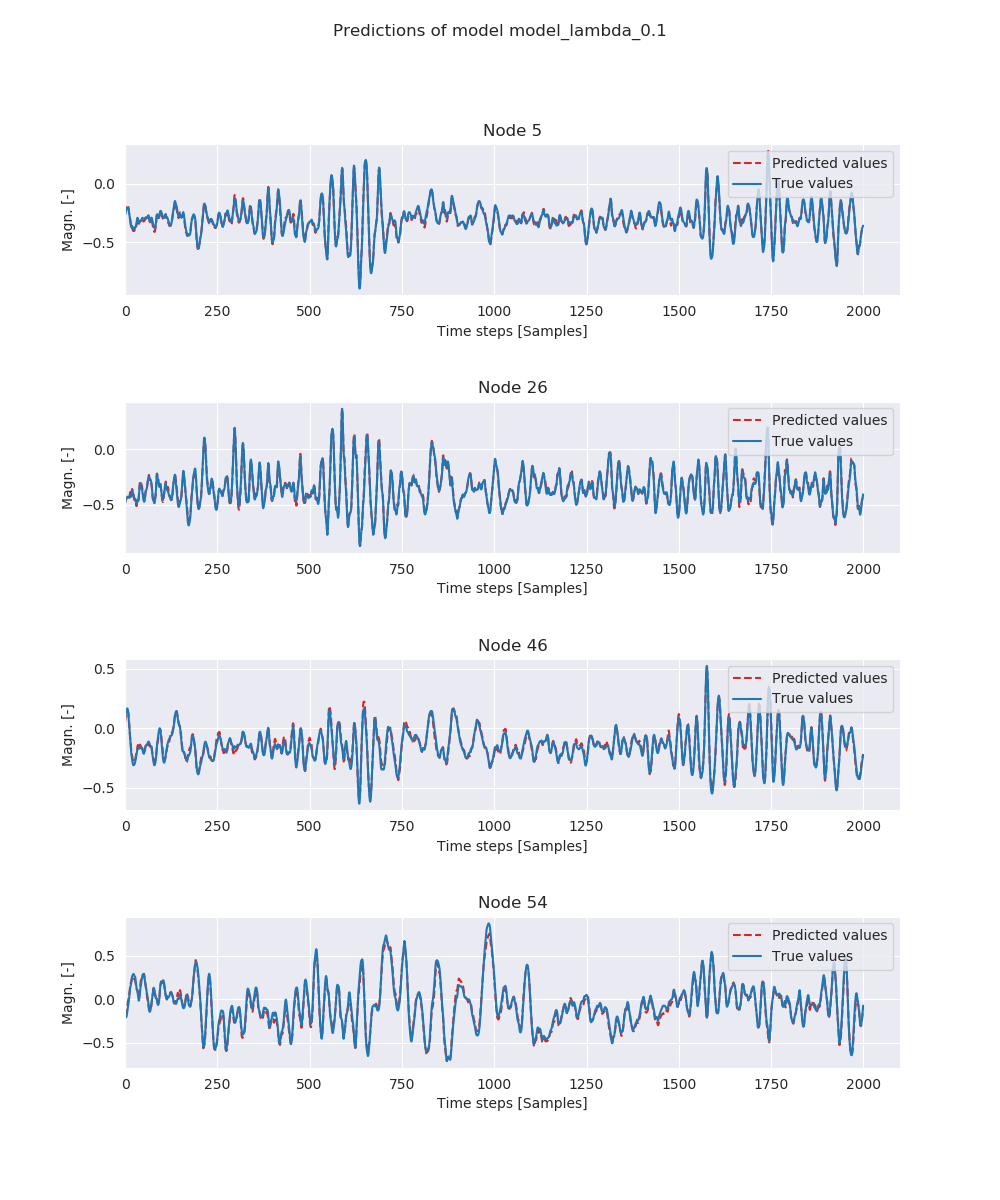 Predictions of model model_lambda_0.1
Node 5
Predicted values
True values
0.0
−0.5
Magn. [-]
0 250 500 750 1000 1250 1500 1750 2000
Time steps [Samples]
Node 26
Predicted values
True values
0.0
−0.5
Magn. [-]
0 250 500 750 1000 1250 1500 1750 2000
Time steps [Samples]
Node 46
Predicted values
True values
0.5
0.0
−0.5
Magn. [-]
0 250 500 750 1000 1250 1500 1750 2000
Time steps [Samples]
Node 54
Predicted values
True values
0.5
0.0
−0.5
Magn. [-]
0 250 500 750 1000 1250 1500 1750 2000
Time steps [Samples]